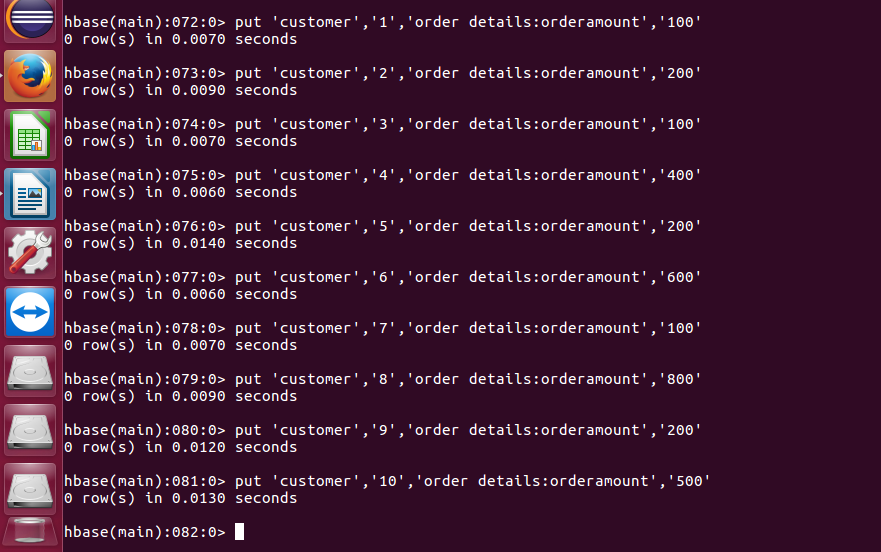 hbase(main):072:0> put 'customer','1','order details:orderamount','100'
0 row(s) in 0.0070 seconds
hbase(main):073:0> put 'customer','2','order details:orderamount','200'
0 row(s) in 0.0090 seconds
hbase(main):074:0> put 'customer','3','order details:orderamount','100'
0 row(s) in 0.0070 seconds
hbase(main):075:0> put 'customer','4','order details:orderamount','400'
0 row(s) in 0.0060 seconds
hbase(main):076:0> put 'customer','5','order details:orderamount','200'
0 row(s) in 0.0140 seconds
hbase(main):077:0> put 'customer','6','order details:orderamount','600'
0 row(s) in 0.0060 seconds
hbase(main):078:0> put 'customer','7','order details:orderamount','100'
0 row(s) in 0.0070 seconds
hbase(main):079:0> put 'customer','8','order details:orderamount','800'
0 row(s) in 0.0090 seconds
hbase(main):080:0> put 'customer','9','order details:orderamount','200'
0 row(s) in 0.0120 seconds
hbase(main):081:0> put 'customer','10','order details:orderamount','500'
0 row(s) in 0.0130 seconds
hbase(main):082:0>